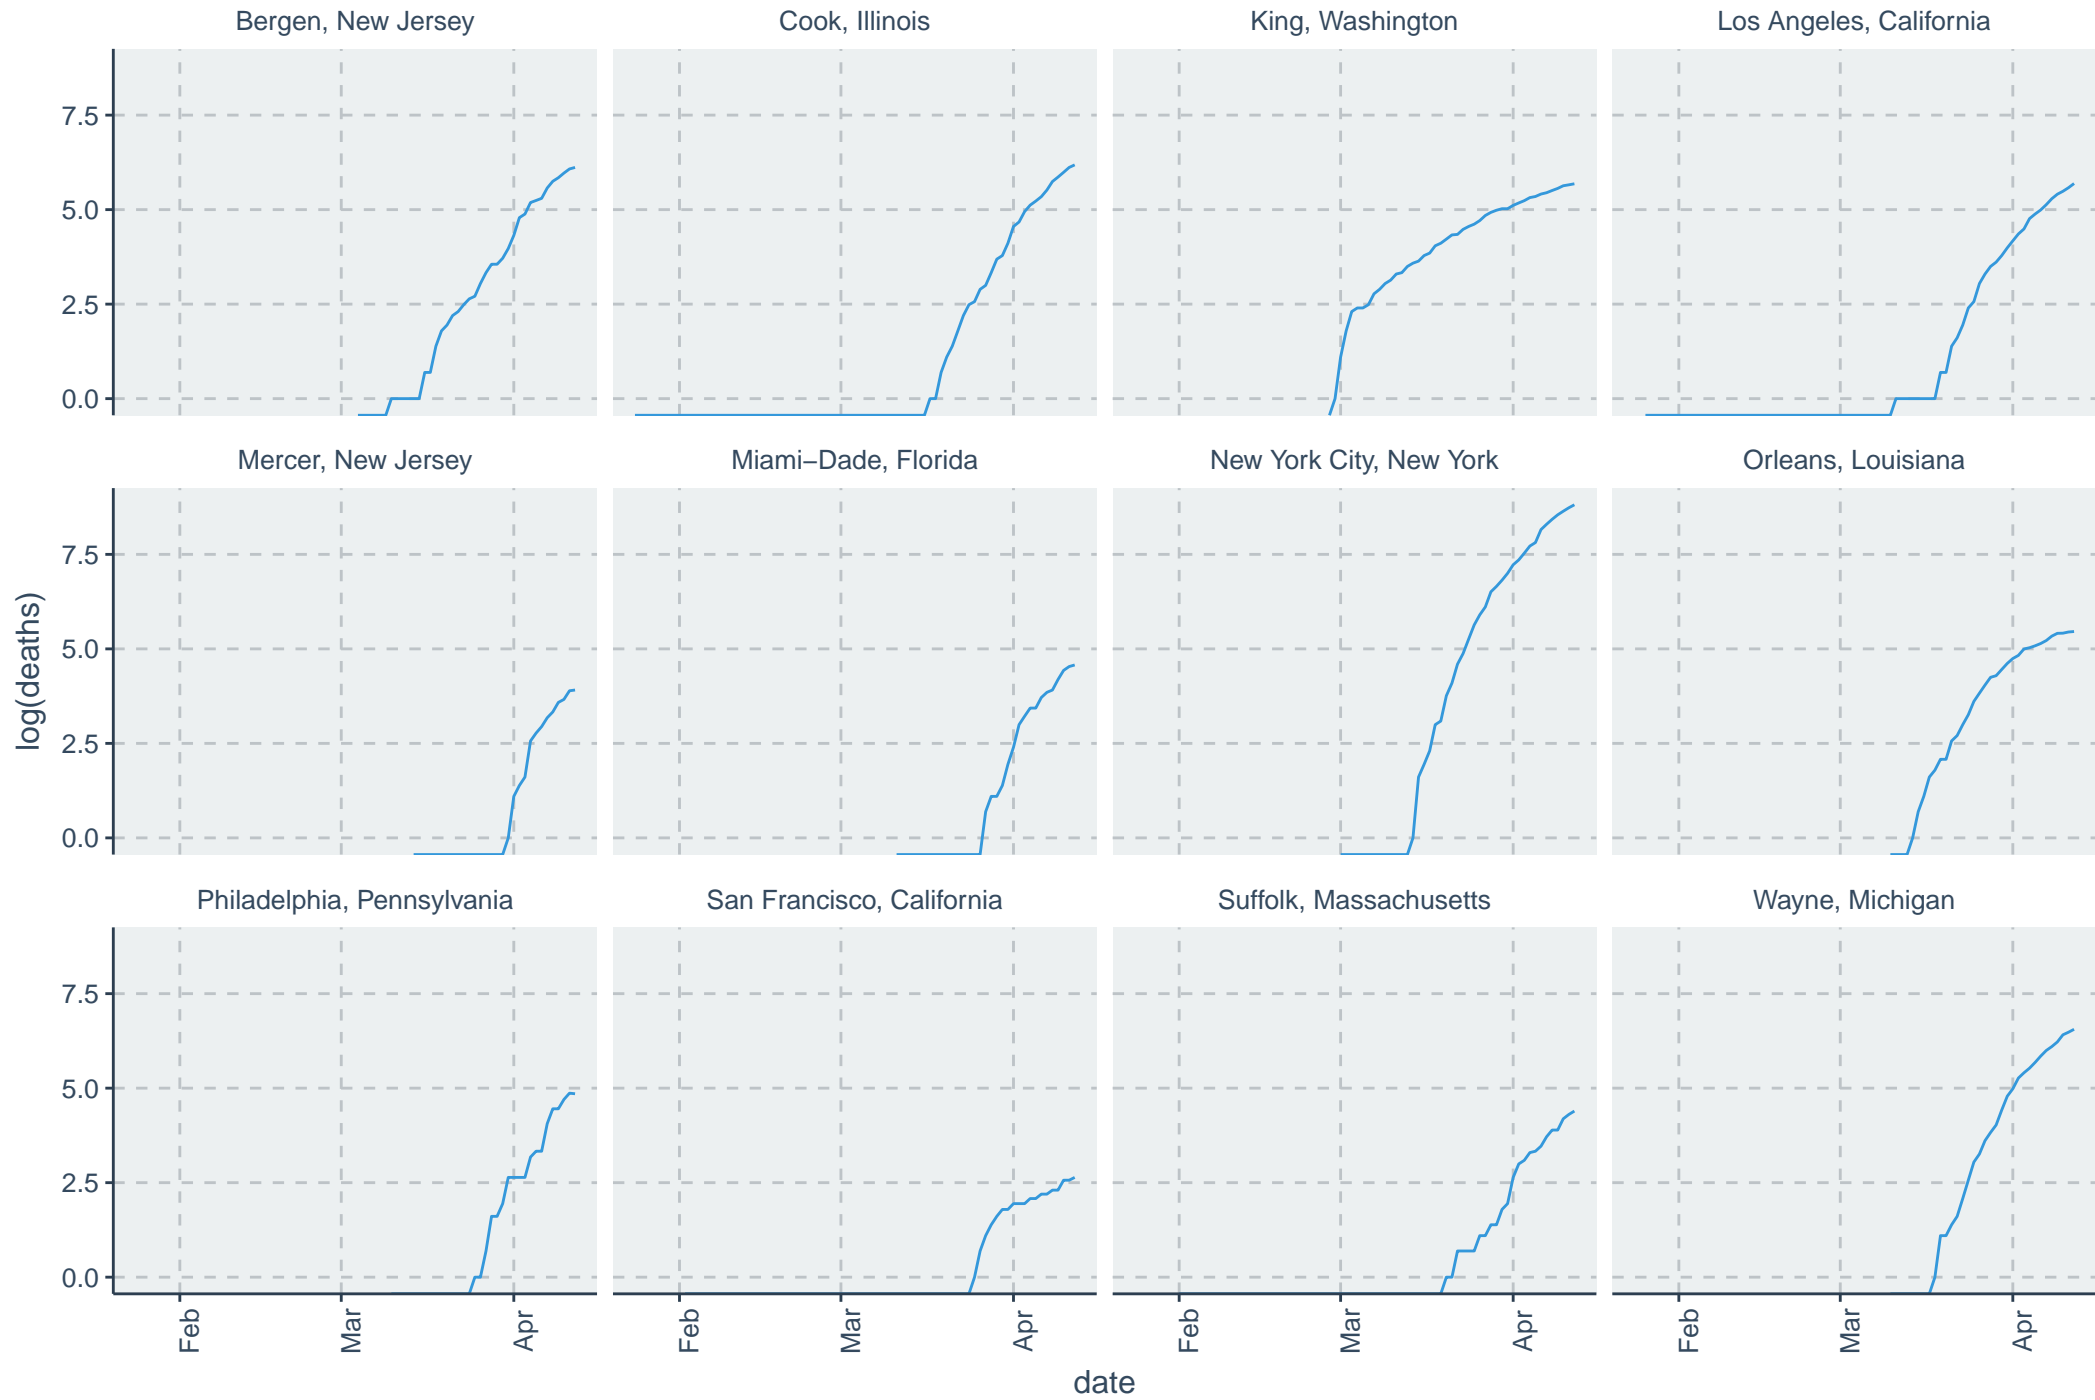 Bergen, New Jersey
Cook, Illinois
King, Washington
Los Angeles, California
7.5
5.0
2.5
0.0
Mercer, New Jersey
Miami−Dade, Florida
New York City, New York
Orleans, Louisiana
7.5
5.0
2.5
0.0
log(deaths)
Philadelphia, Pennsylvania
San Francisco, California
Suffolk, Massachusetts
Wayne, Michigan
7.5
5.0
2.5
0.0
Feb
Mar
Apr
Feb
Mar
Apr
Feb
Mar
Apr
Feb
Mar
Apr
date